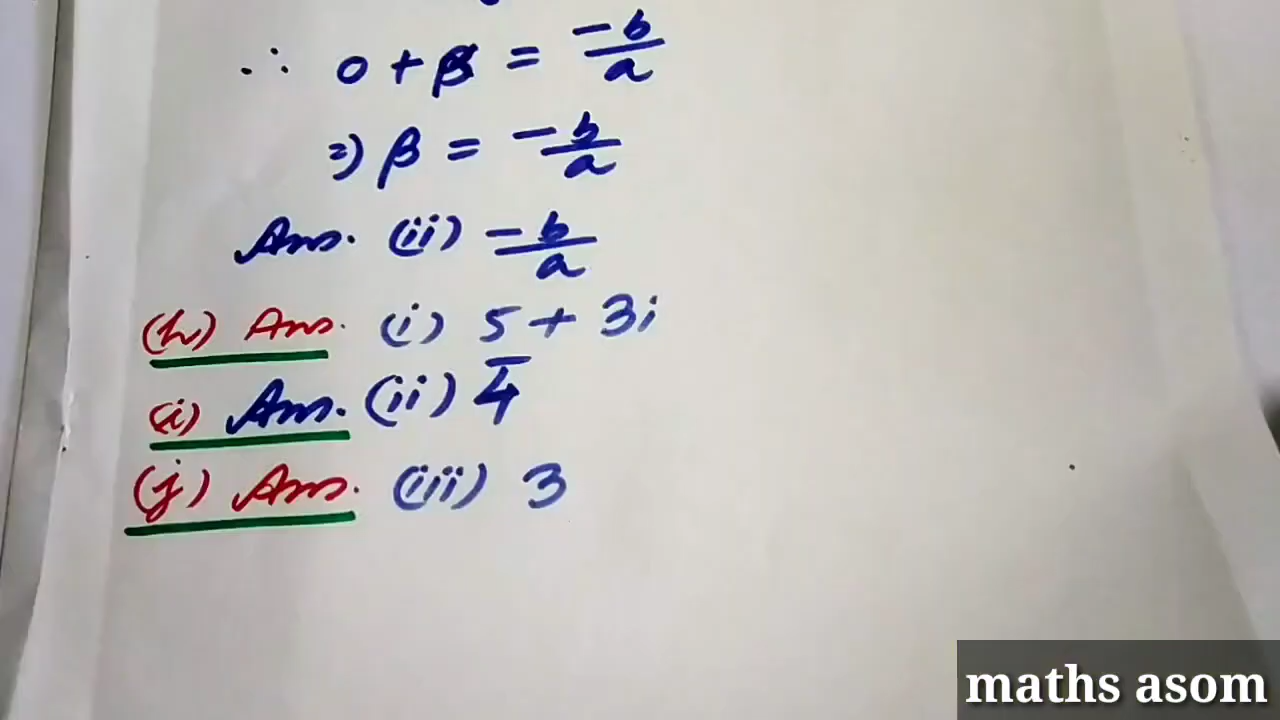 ∴ 0 + β = -b/a
⇒) β = -b/a
Ans. (ii) -b/a
(h) Ans. (i) 5 + 3i
(i) Ans. (ii) 4̅
(j) Ans. (iii) 3
maths asom